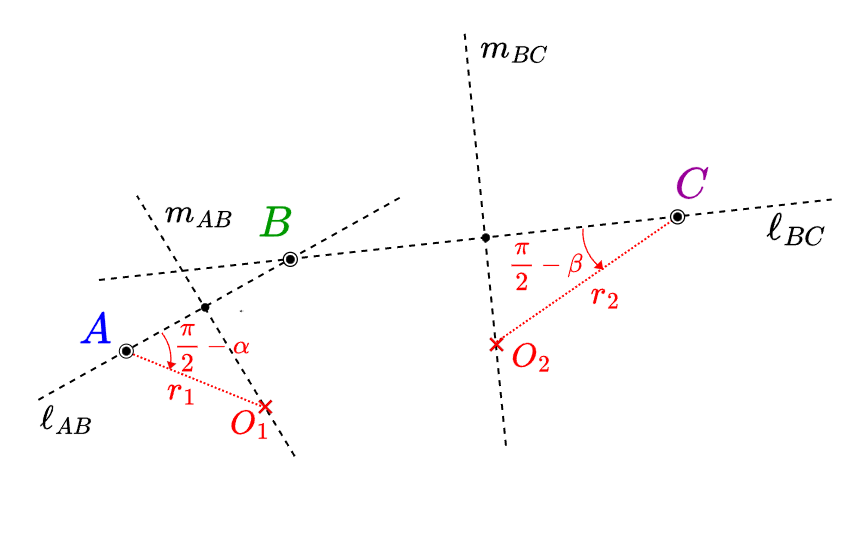 m_{BC}
C
m_{AB}
B
ℓ_{BC}
π/2 − β
r_2
A
π/2 − α
O_2
r_1
ℓ_{AB}
O_1